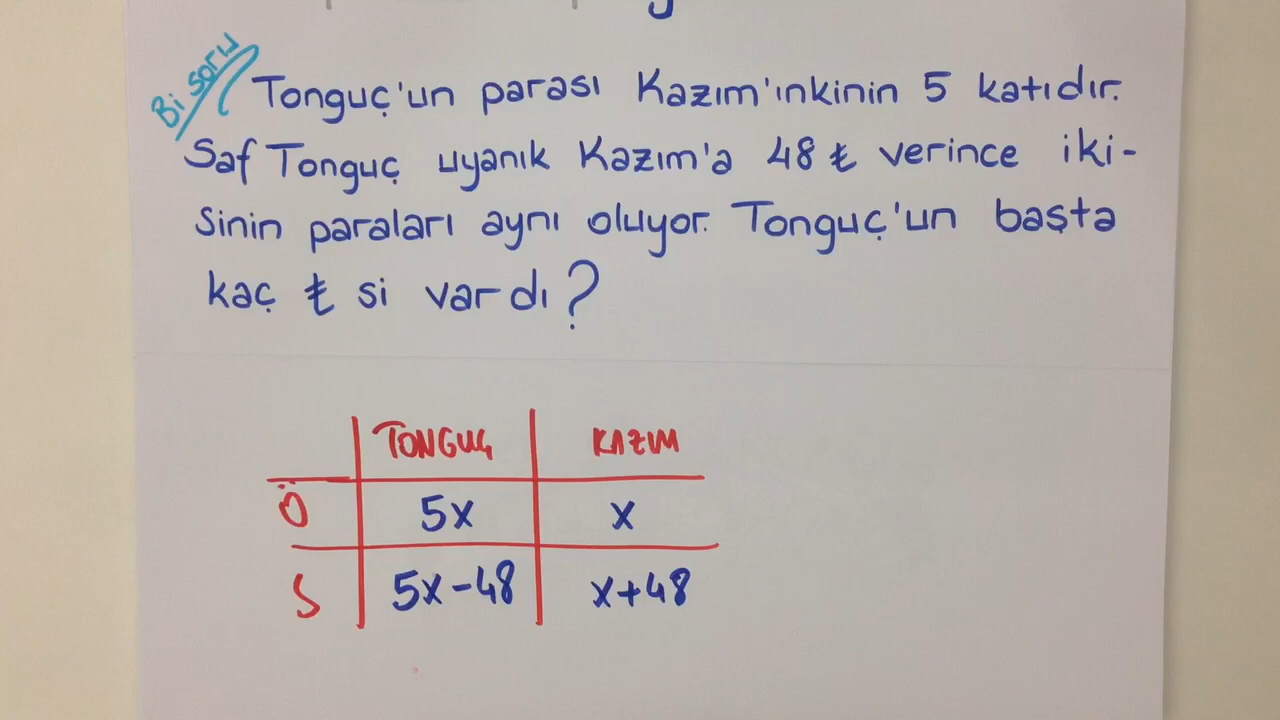 Bi soru
Tonguç'un parası Kazım'ınkinin 5 katıdır.
Saf Tonguç uyanık Kazım'a 48 ₺ verince iki-
sinin paraları aynı oluyor. Tonguç'un başta
kaç ₺ si vardı?
TONGUÇ KAZIM
Ö 5x x
S 5x-48 x+48